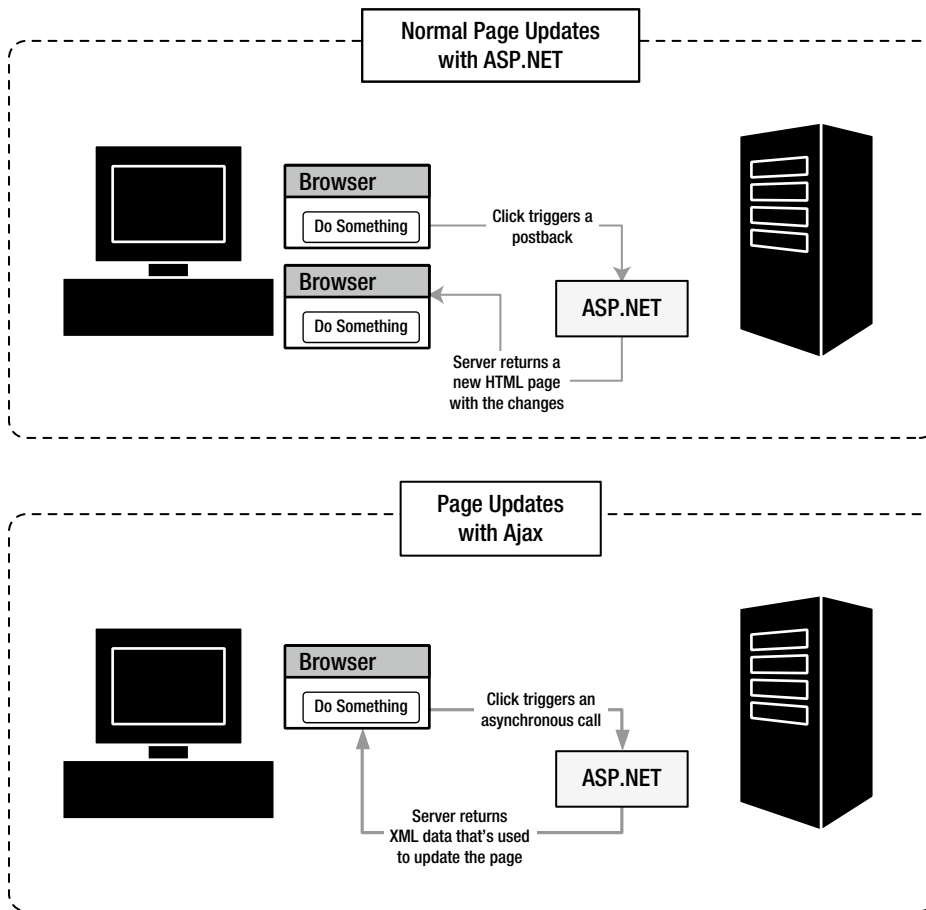 Normal Page Updates
with ASP.NET
Browser
Do Something
Click triggers a
postback
Browser
Do Something
ASP.NET
Server returns a
new HTML page
with the changes
Page Updates
with Ajax
Browser
Do Something
Click triggers an
asynchronous call
ASP.NET
Server returns
XML data that's used
to update the page